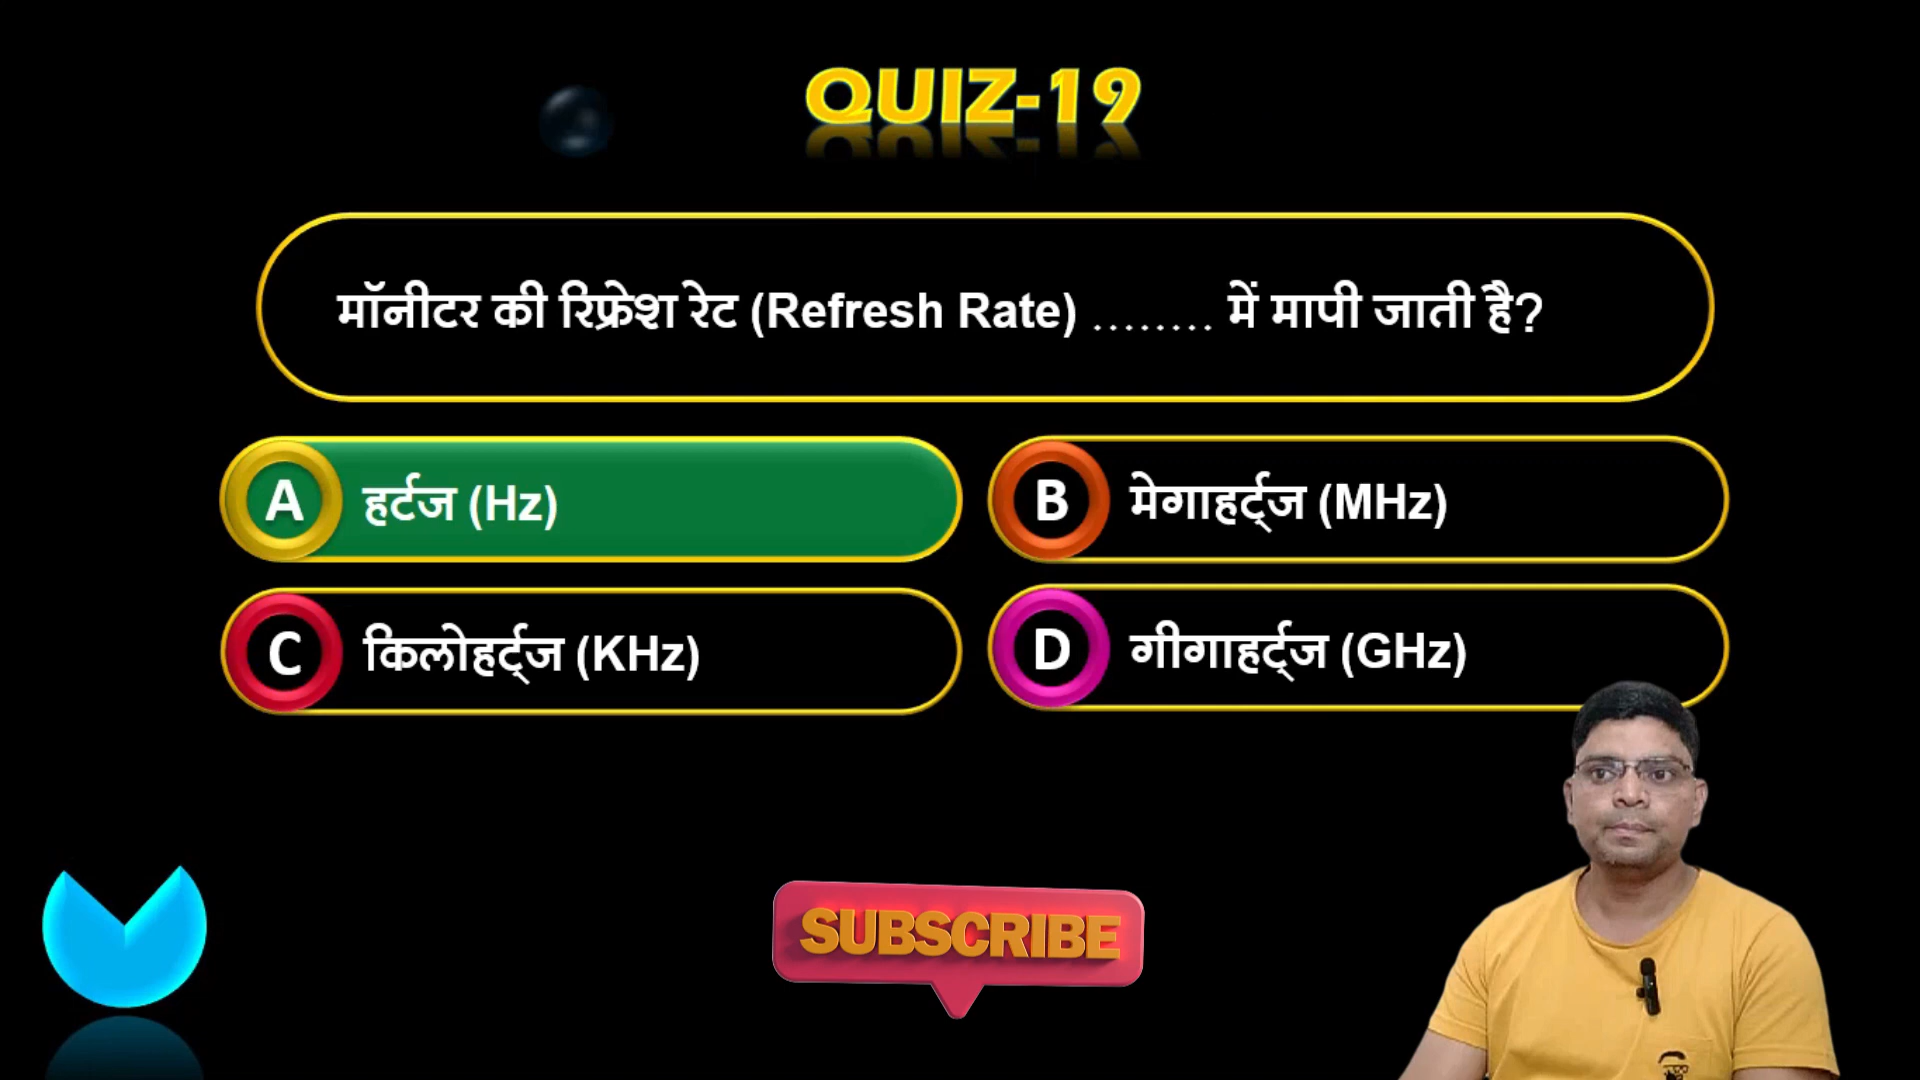 QUIZ-19
मॉनीटर की रिफ्रेश रेट (Refresh Rate) ........ में मापी जाती है?
A हर्टज (Hz)
B मेगाहर्ट्ज (MHz)
C किलोहर्ट्ज (KHz)
D गीगाहर्ट्ज (GHz)
SUBSCRIBE